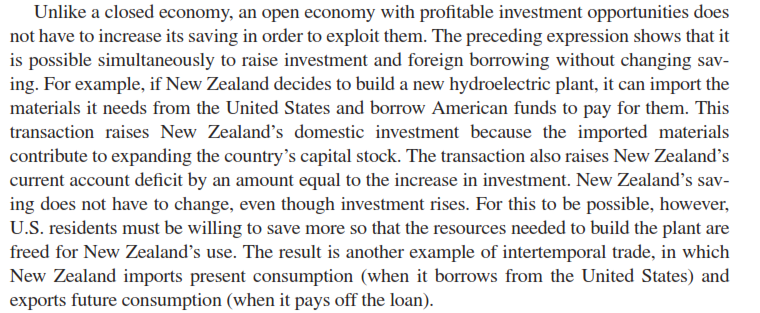 Unlike a closed economy, an open economy with profitable investment opportunities does
not have to increase its saving in order to exploit them. The preceding expression shows that it
is possible simultaneously to raise investment and foreign borrowing without changing sav-
ing. For example, if New Zealand decides to build a new hydroelectric plant, it can import the
materials it needs from the United States and borrow American funds to pay for them. This
transaction raises New Zealand’s domestic investment because the imported materials
contribute to expanding the country’s capital stock. The transaction also raises New Zealand’s
current account deficit by an amount equal to the increase in investment. New Zealand’s sav-
ing does not have to change, even though investment rises. For this to be possible, however,
U.S. residents must be willing to save more so that the resources needed to build the plant are
freed for New Zealand’s use. The result is another example of intertemporal trade, in which
New Zealand imports present consumption (when it borrows from the United States) and
exports future consumption (when it pays off the loan).